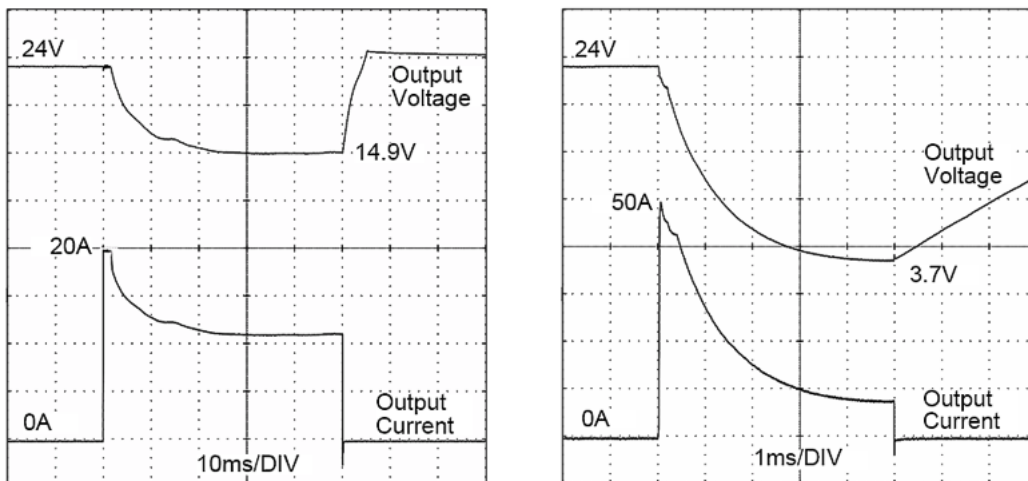 24V
Output
Voltage
14.9V
20A
0A
Output
Current
10ms/DIV
24V
Output
Voltage
50A
3.7V
0A
Output
Current
1ms/DIV